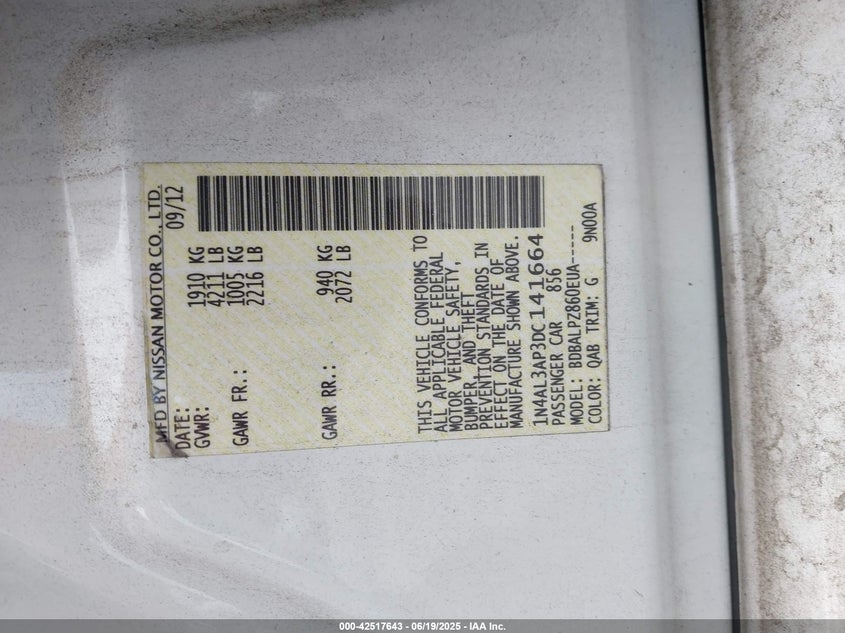 MFD BY NISSAN MOTOR CO., LTD.
DATE: 09/12
GVWR: 1910 KG
4211 LB
GAWR FR.: 1005 KG
2216 LB
GAWR RR.: 940 KG
2072 LB
THIS VEHICLE CONFORMS TO
ALL APPLICABLE FEDERAL
MOTOR VEHICLE SAFETY,
BUMPER, AND THEFT
PREVENTION STANDARDS IN
EFFECT ON THE DATE OF
MANUFACTURE SHOWN ABOVE.
1N4AL3AP3DC141664
PASSENGER CAR 856
MODEL: BDBALPZ860EUA-----
COLOR: QAB TRIM: G 9N00A
000-42517643 - 06/19/2025 - IAA Inc.